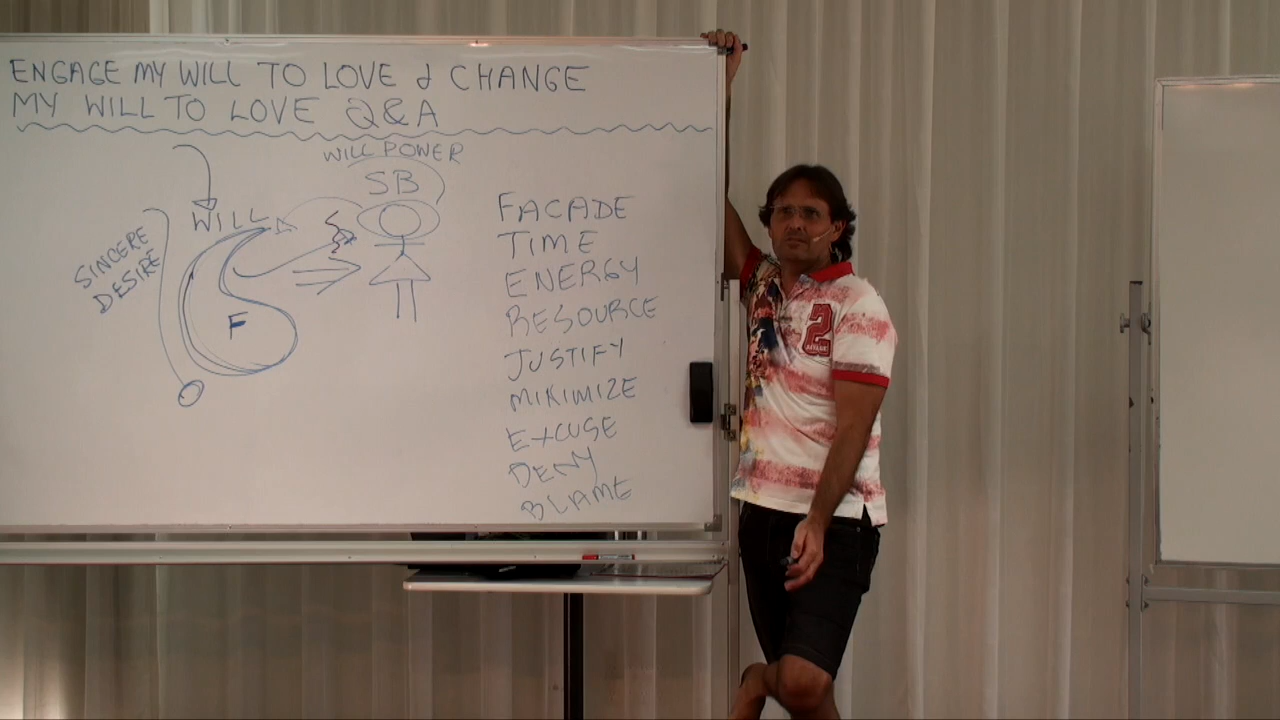 ENGAGE MY WILL TO LOVE & CHANGE
MY WILL TO LOVE Q&A
WILL POWER
SB
WILL
SINCERE
DESIRE
F
FACADE
TIME
ENERGY
RESOURCE
JUSTIFY
MINIMIZE
EXCUSE
DENY
BLAME
2